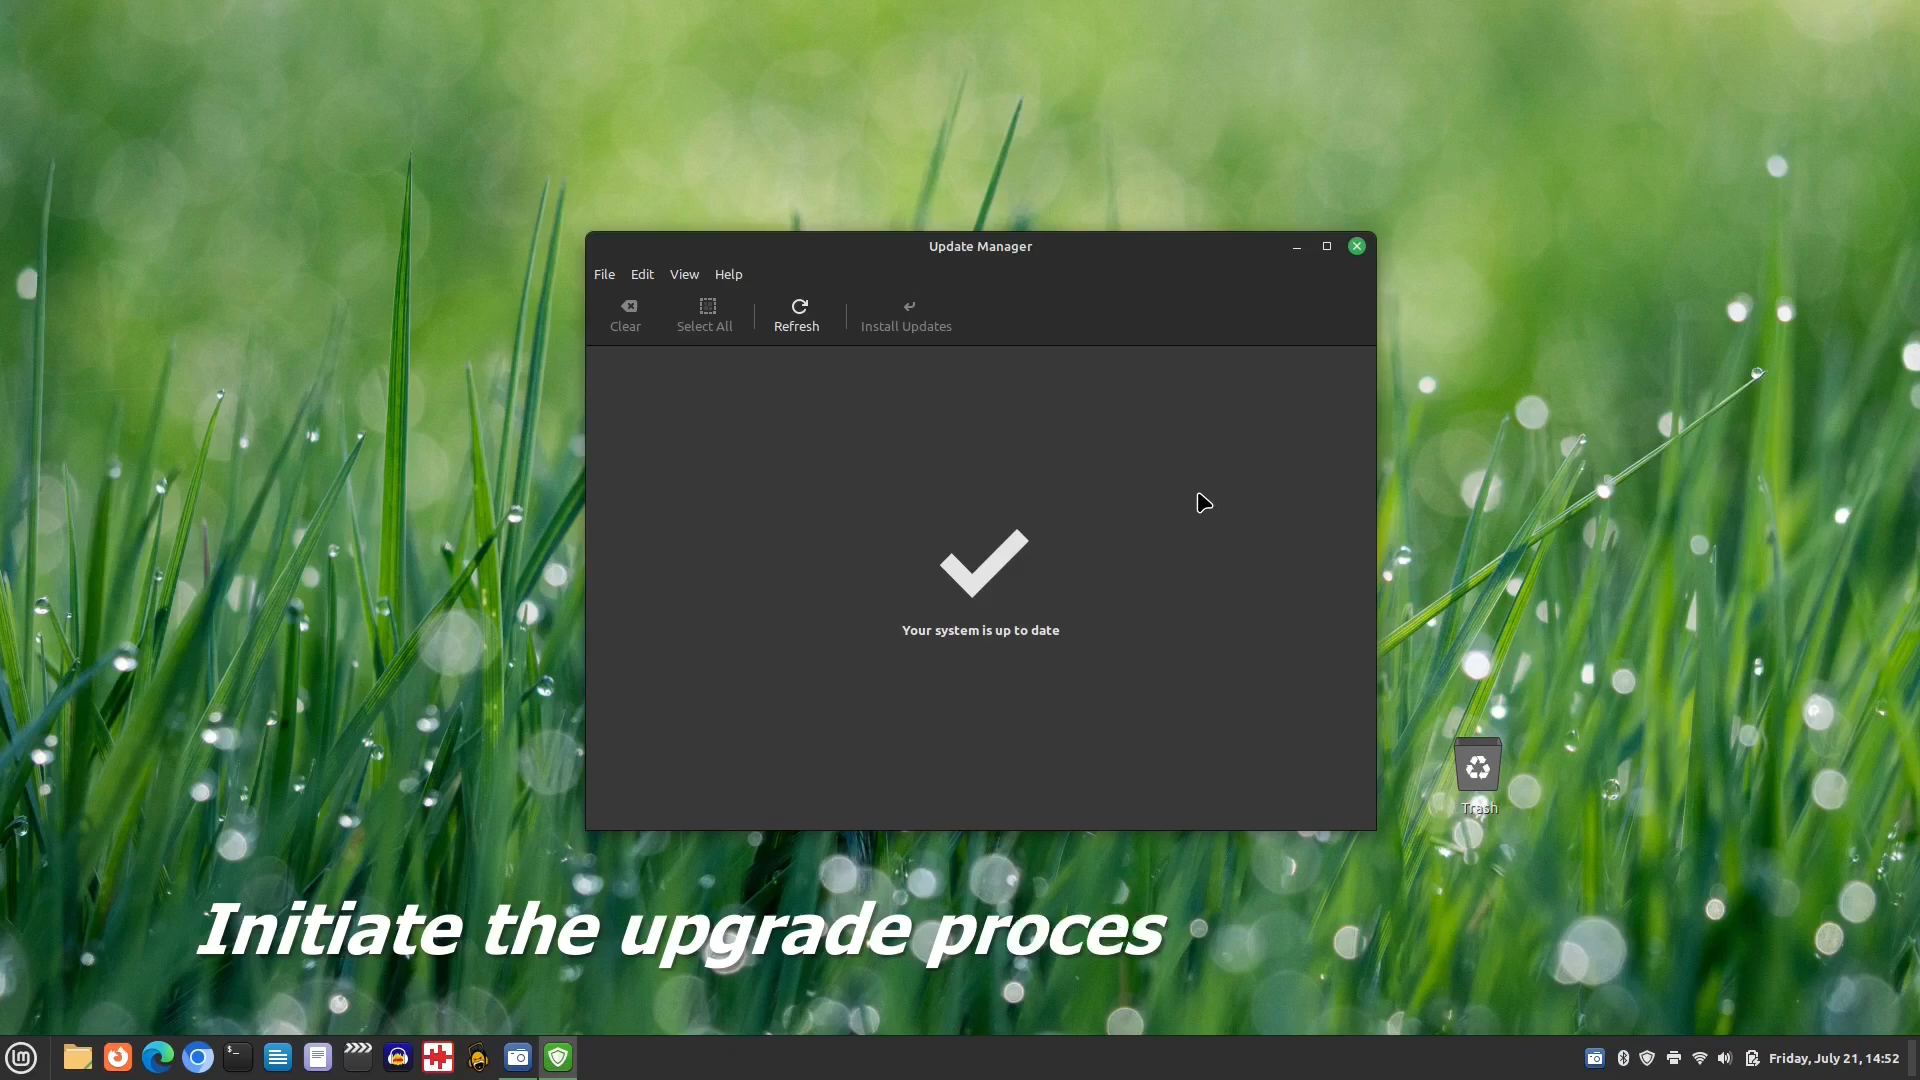 Update Manager
File Edit View Help
Clear Select All Refresh Install Updates
Your system is up to date
Trash
Initiate the upgrade proces
Friday, July 21, 14:52